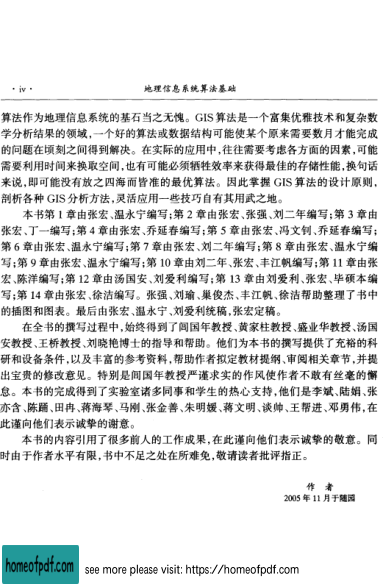 · iv ·
地理信息系统算法基础
算法作为地理信息系统的基石当之无愧。GIS算法是一个富集优雅技术和复杂数
学分析结果的领域,一个好的算法或数据结构可能使某个原来需要数月才能完成
的问题在顷刻之间得到解决。在实际的应用中,往往需要考虑各方面的因素,可能
需要利用时间来换取空间,也有可能必须牺牲效率来获得最佳的存储性能,换句话
来说,即可能没有放之四海而皆准的最优算法。因此掌握GIS算法的设计原则,
剖析各种GIS分析方法,灵活应用一些技巧自有其用武之地。
本书第1章由张宏、温永宁编写;第2章由张宏、张强、刘二年编写;第3章由
张宏、丁一编写;第4章由张宏、乔延春编写;第5章由张宏、冯文钊、乔延春编写;
第6章由张宏、温永宁编写;第7章由张宏、刘二年编写;第8章由张宏、温永宁编
写;第9章由张宏、温永宁编写;第10章由刘二年、张宏、丰江帆编写;第11章由张
宏、陈洋编写;第12章由汤国安、刘爱利编写;第13章由刘爱利、张宏、毕硕本编
写;第14章由张宏、徐洁编写。张强、刘瑜、巢俊杰、丰江帆、徐洁帮助整理了书中
的插图和图表。最后由张宏、温永宁、刘爱利统稿,张宏定稿。
在全书的撰写过程中,始终得到了闾国年教授、黄家柱教授、盛业华教授、汤国
安教授、王桥教授、刘晓艳博士的指导和帮助。他们为本书的撰写提供了充裕的科
研和设备条件,以及丰富的参考资料,帮助作者拟定教材提纲、审阅相关章节,并提
出宝贵的修改意见。特别是闾国年教授严谨求实的作风使作者不敢有丝毫的懈
怠。本书的完成得到了实验室诸多同事和学生的热心支持,他们是李斌、陆娟、张
亦含、陈踊、田冉、蒋海琴、马刚、张金善、朱明媛、蒋文明、谈帅、王帮进、邓勇伟,在
此谨向他们表示诚挚的谢意。
本书的内容引用了很多前人的工作成果,在此谨向他们表示诚挚的敬意。同
时由于作者水平有限,书中不足之处在所难免,敬请读者批评指正。
作 者
2005年11月于随园
homeofpdf.com
see more please visit: https://homeofpdf.com